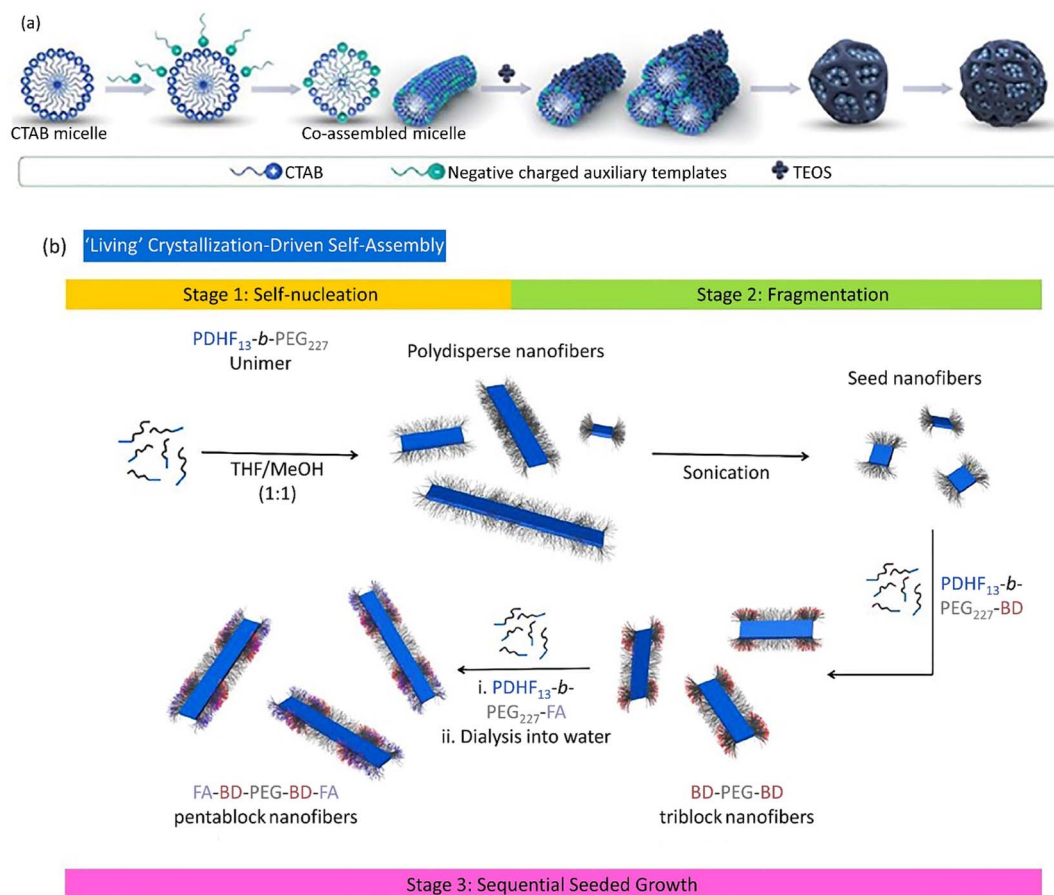 (a)
CTAB micelle
Co-assembled micelle
TEOS
CTAB
Negative charged auxiliary templates
TEOS
(b)
'Living' Crystallization-Driven Self-Assembly
Stage 1: Self-nucleation
Stage 2: Fragmentation
PDHF13-b-PEG227
Unimer
THF/MeOH
(1:1)
Polydisperse nanofibers
Sonication
Seed nanofibers
PDHF13-b-
PEG227-BD
BD-PEG-BD
triblock nanofibers
i. PDHF13-b-
PEG227-FA
ii. Dialysis into water
FA-BD-PEG-BD-FA
pentablock nanofibers
Stage 3: Sequential Seeded Growth